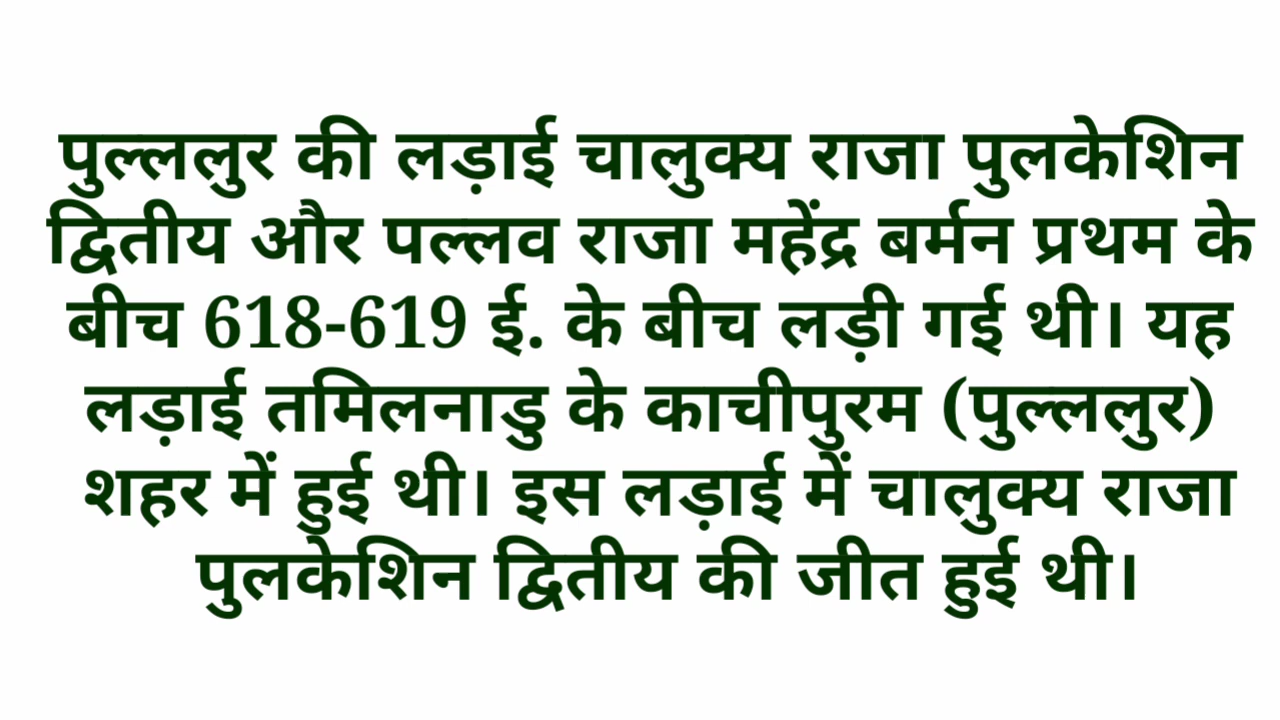 पुल्ललुर की लड़ाई चालुक्य राजा पुलकेशिन
द्वितीय और पल्लव राजा महेंद्र बर्मन प्रथम के
बीच 618-619 ई. के बीच लड़ी गई थी। यह
लड़ाई तमिलनाडु के काचीपुरम (पुल्ललुर)
शहर में हुई थी। इस लड़ाई में चालुक्य राजा
पुलकेशिन द्वितीय की जीत हुई थी।